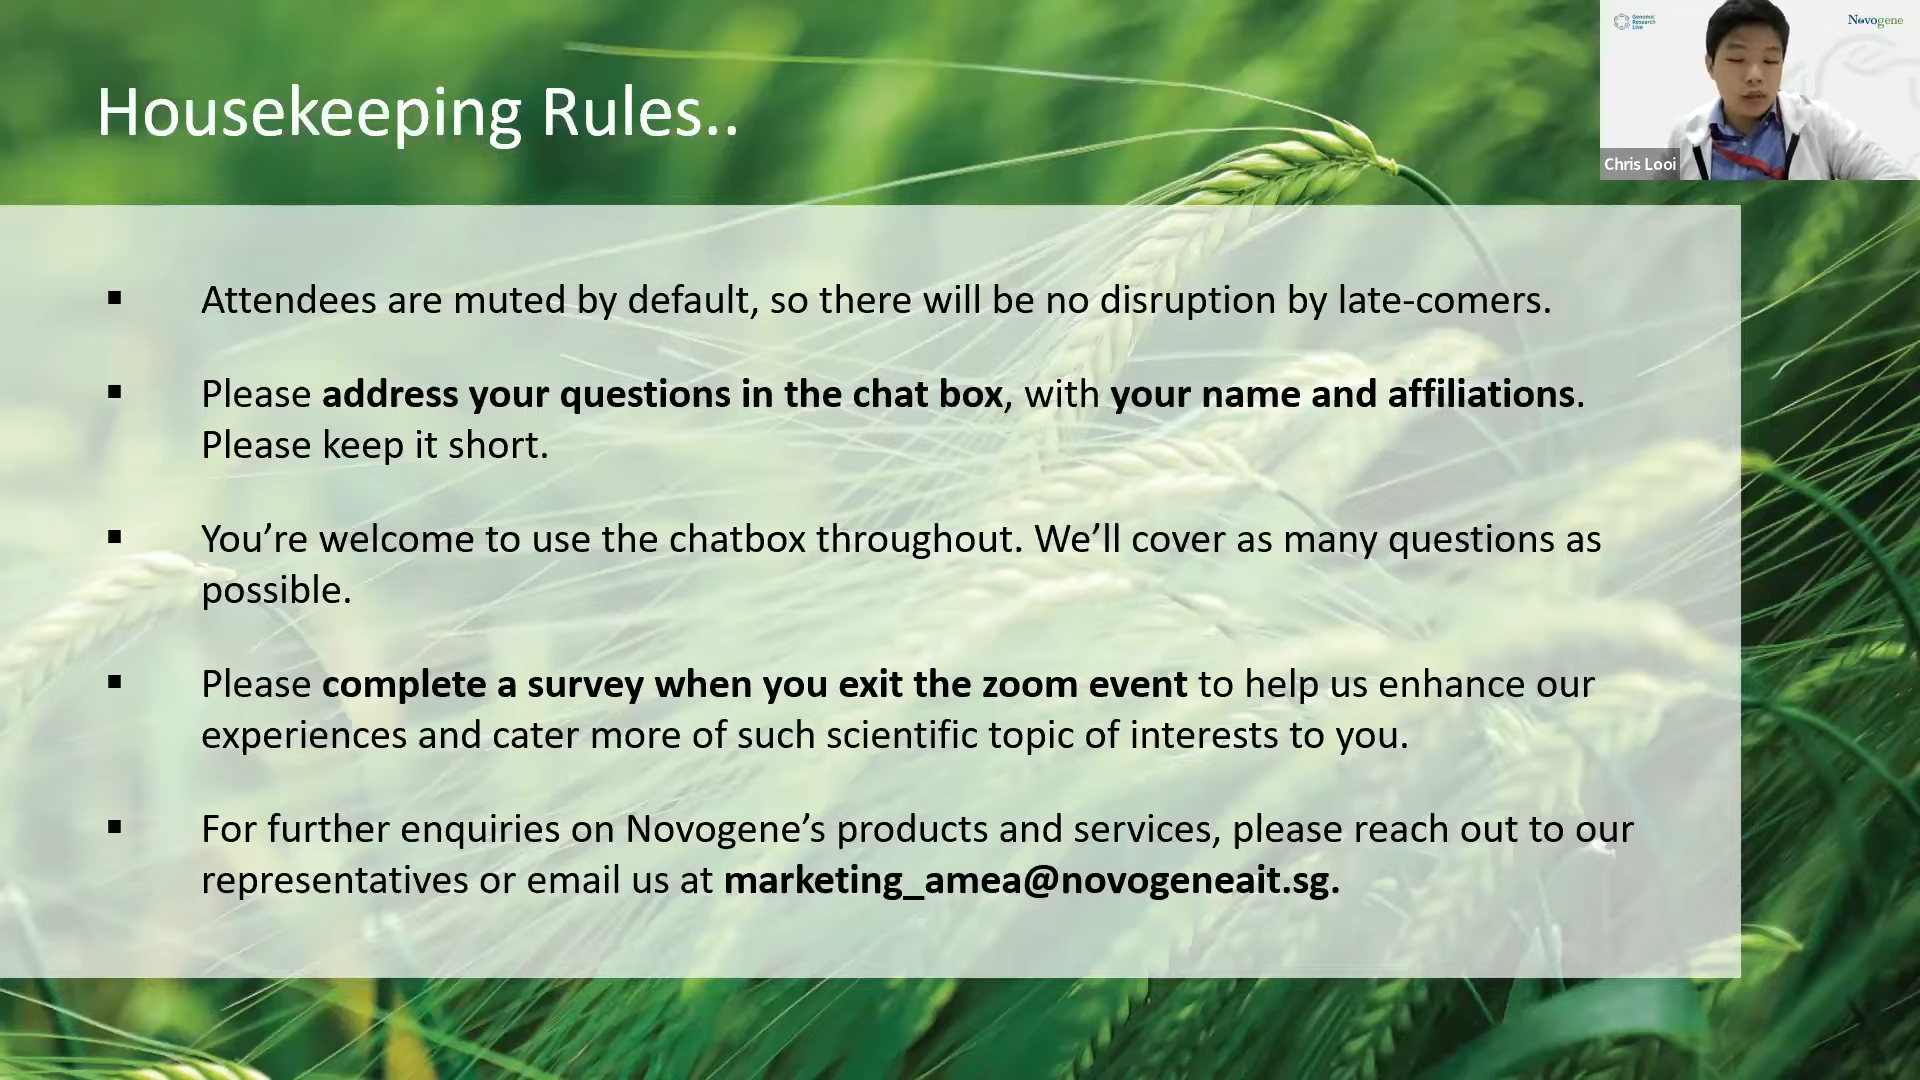 Housekeeping Rules..
Genomic
Research
Live
Novogene
Chris Looi
▪ Attendees are muted by default, so there will be no disruption by late-comers.
▪ Please address your questions in the chat box, with your name and affiliations.
Please keep it short.
▪ You’re welcome to use the chatbox throughout. We’ll cover as many questions as
possible.
▪ Please complete a survey when you exit the zoom event to help us enhance our
experiences and cater more of such scientific topic of interests to you.
▪ For further enquiries on Novogene’s products and services, please reach out to our
representatives or email us at marketing_amea@novogeneait.sg.